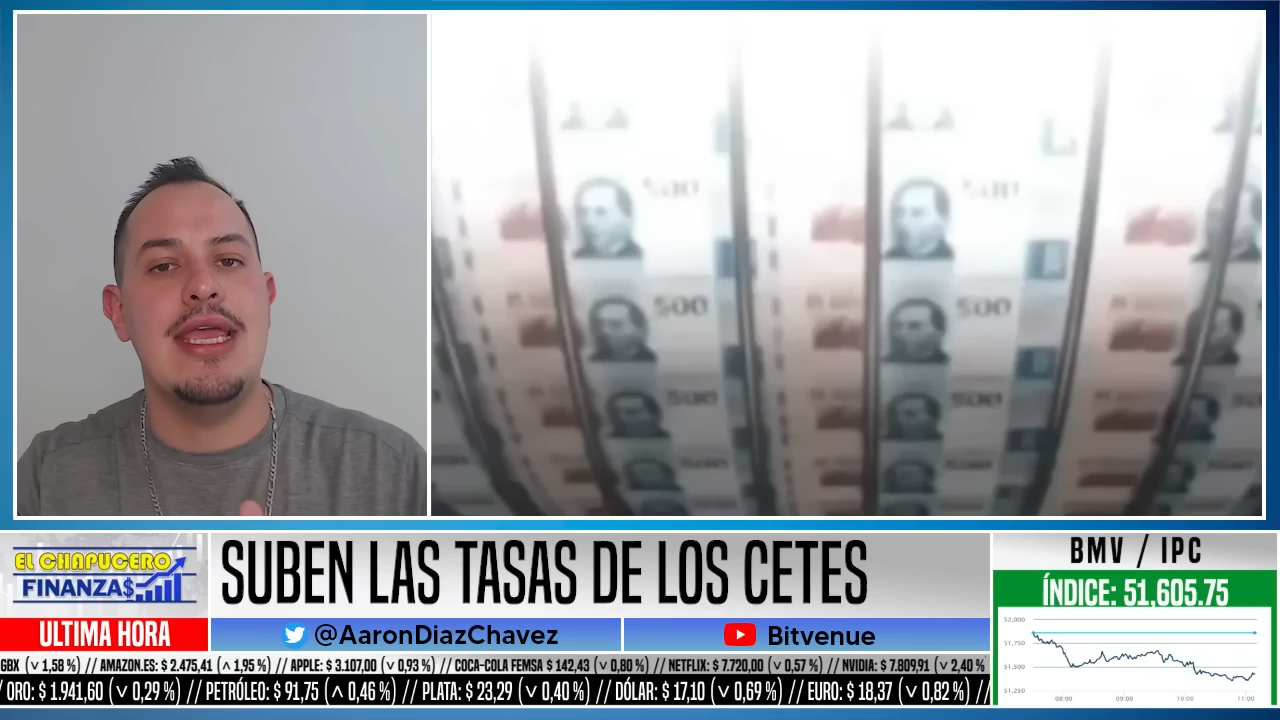 500
500
500
500
500
500
EL CHAPUCERO
FINANZA$
ULTIMA HORA
SUBEN LAS TASAS DE LOS CETES
@AaronDiazChavez
Bitvenue
BMV / IPC
ÍNDICE: 51,605.75
52,000
51,750
51,500
51,250
08:00
09:00
10:00
11:00
GBX (˅ 1,58 %) // AMAZON.ES: $ 2.475,41 (˄ 1,95 %) // APPLE: $ 3.107,00 (˅ 0,93 %) // COCA-COLA FEMSA $ 142,43 (˅ 0,80 %) // NETFLIX: $ 7.720,00 (˅ 0,57 %) // NVIDIA: $ 7.809,91 (˅ 2,40 %
/ ORO: $ 1.941,60 (˅ 0,29 %) // PETRÓLEO: $ 91,75 (˄ 0,46 %) // PLATA: $ 23,29 (˅ 0,40 %) // DÓLAR: $ 17,10 (˅ 0,69 %) // EURO: $ 18,37 (˅ 0,82 %) //